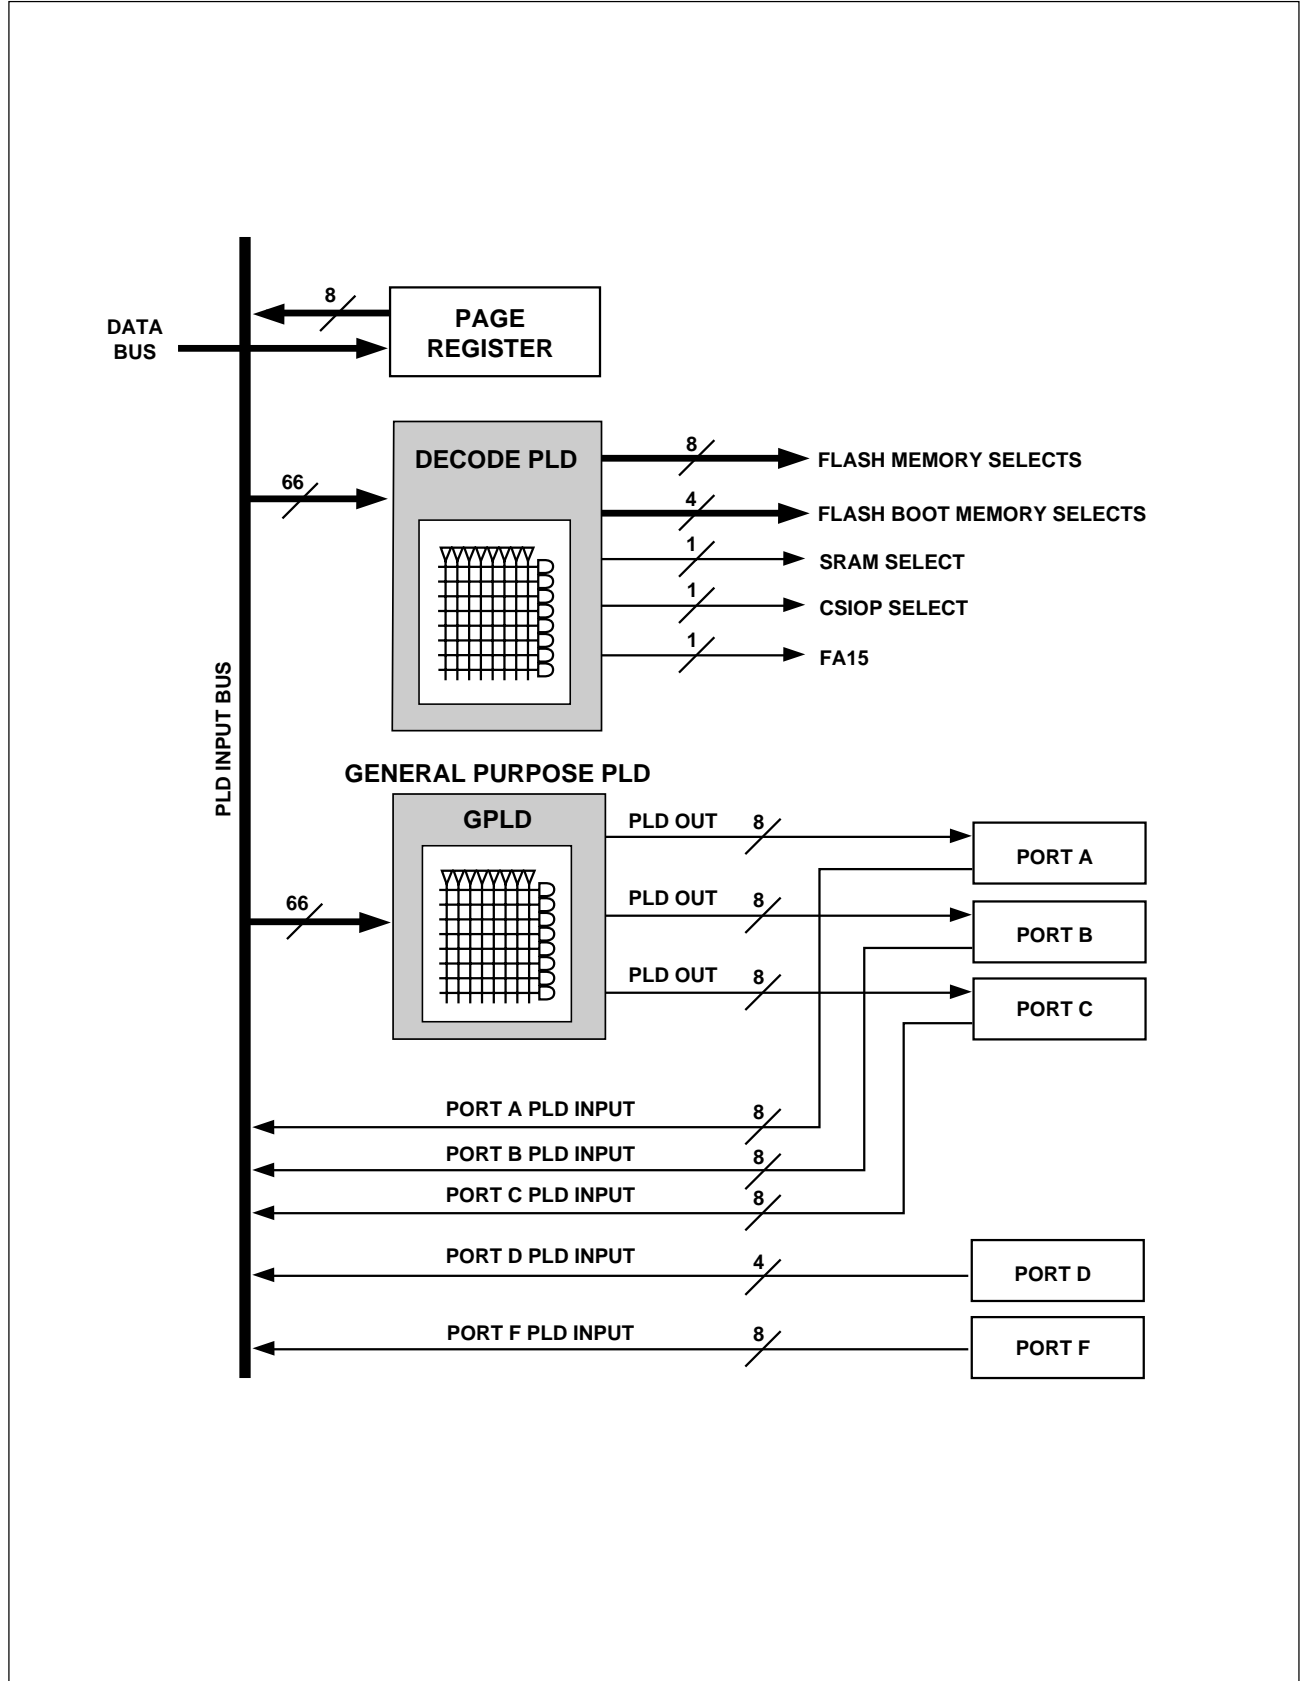 8
PAGE
REGISTER
DATA
BUS
DECODE PLD
66
8
FLASH MEMORY SELECTS
4
FLASH BOOT MEMORY SELECTS
1
SRAM SELECT
1
CSIOP SELECT
1
FA15
PLD INPUT BUS
GENERAL PURPOSE PLD
GPLD
66
PLD OUT 8
PORT A
PLD OUT 8
PORT B
PLD OUT 8
PORT C
PORT A PLD INPUT 8
PORT B PLD INPUT 8
PORT C PLD INPUT 8
PORT D PLD INPUT 4
PORT D
PORT F PLD INPUT 8
PORT F